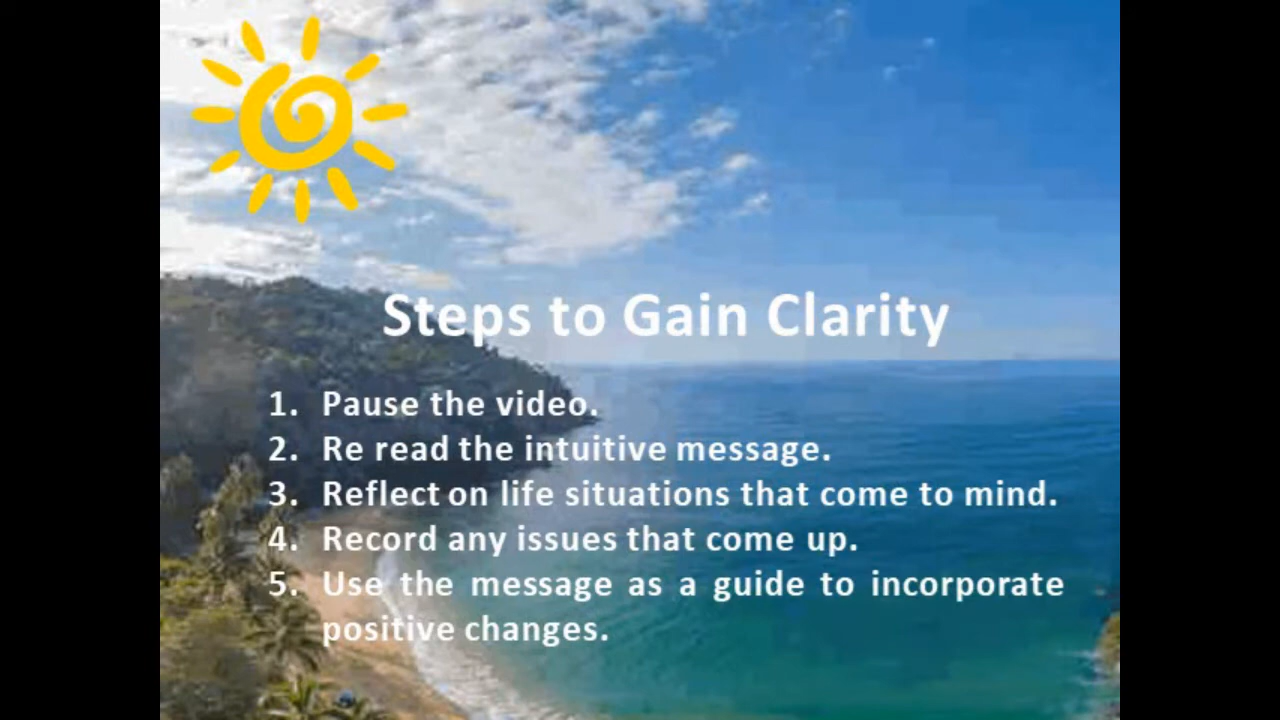 Steps to Gain Clarity
1. Pause the video.
2. Re read the intuitive message.
3. Reflect on life situations that come to mind.
4. Record any issues that come up.
5. Use the message as a guide to incorporate
positive changes.